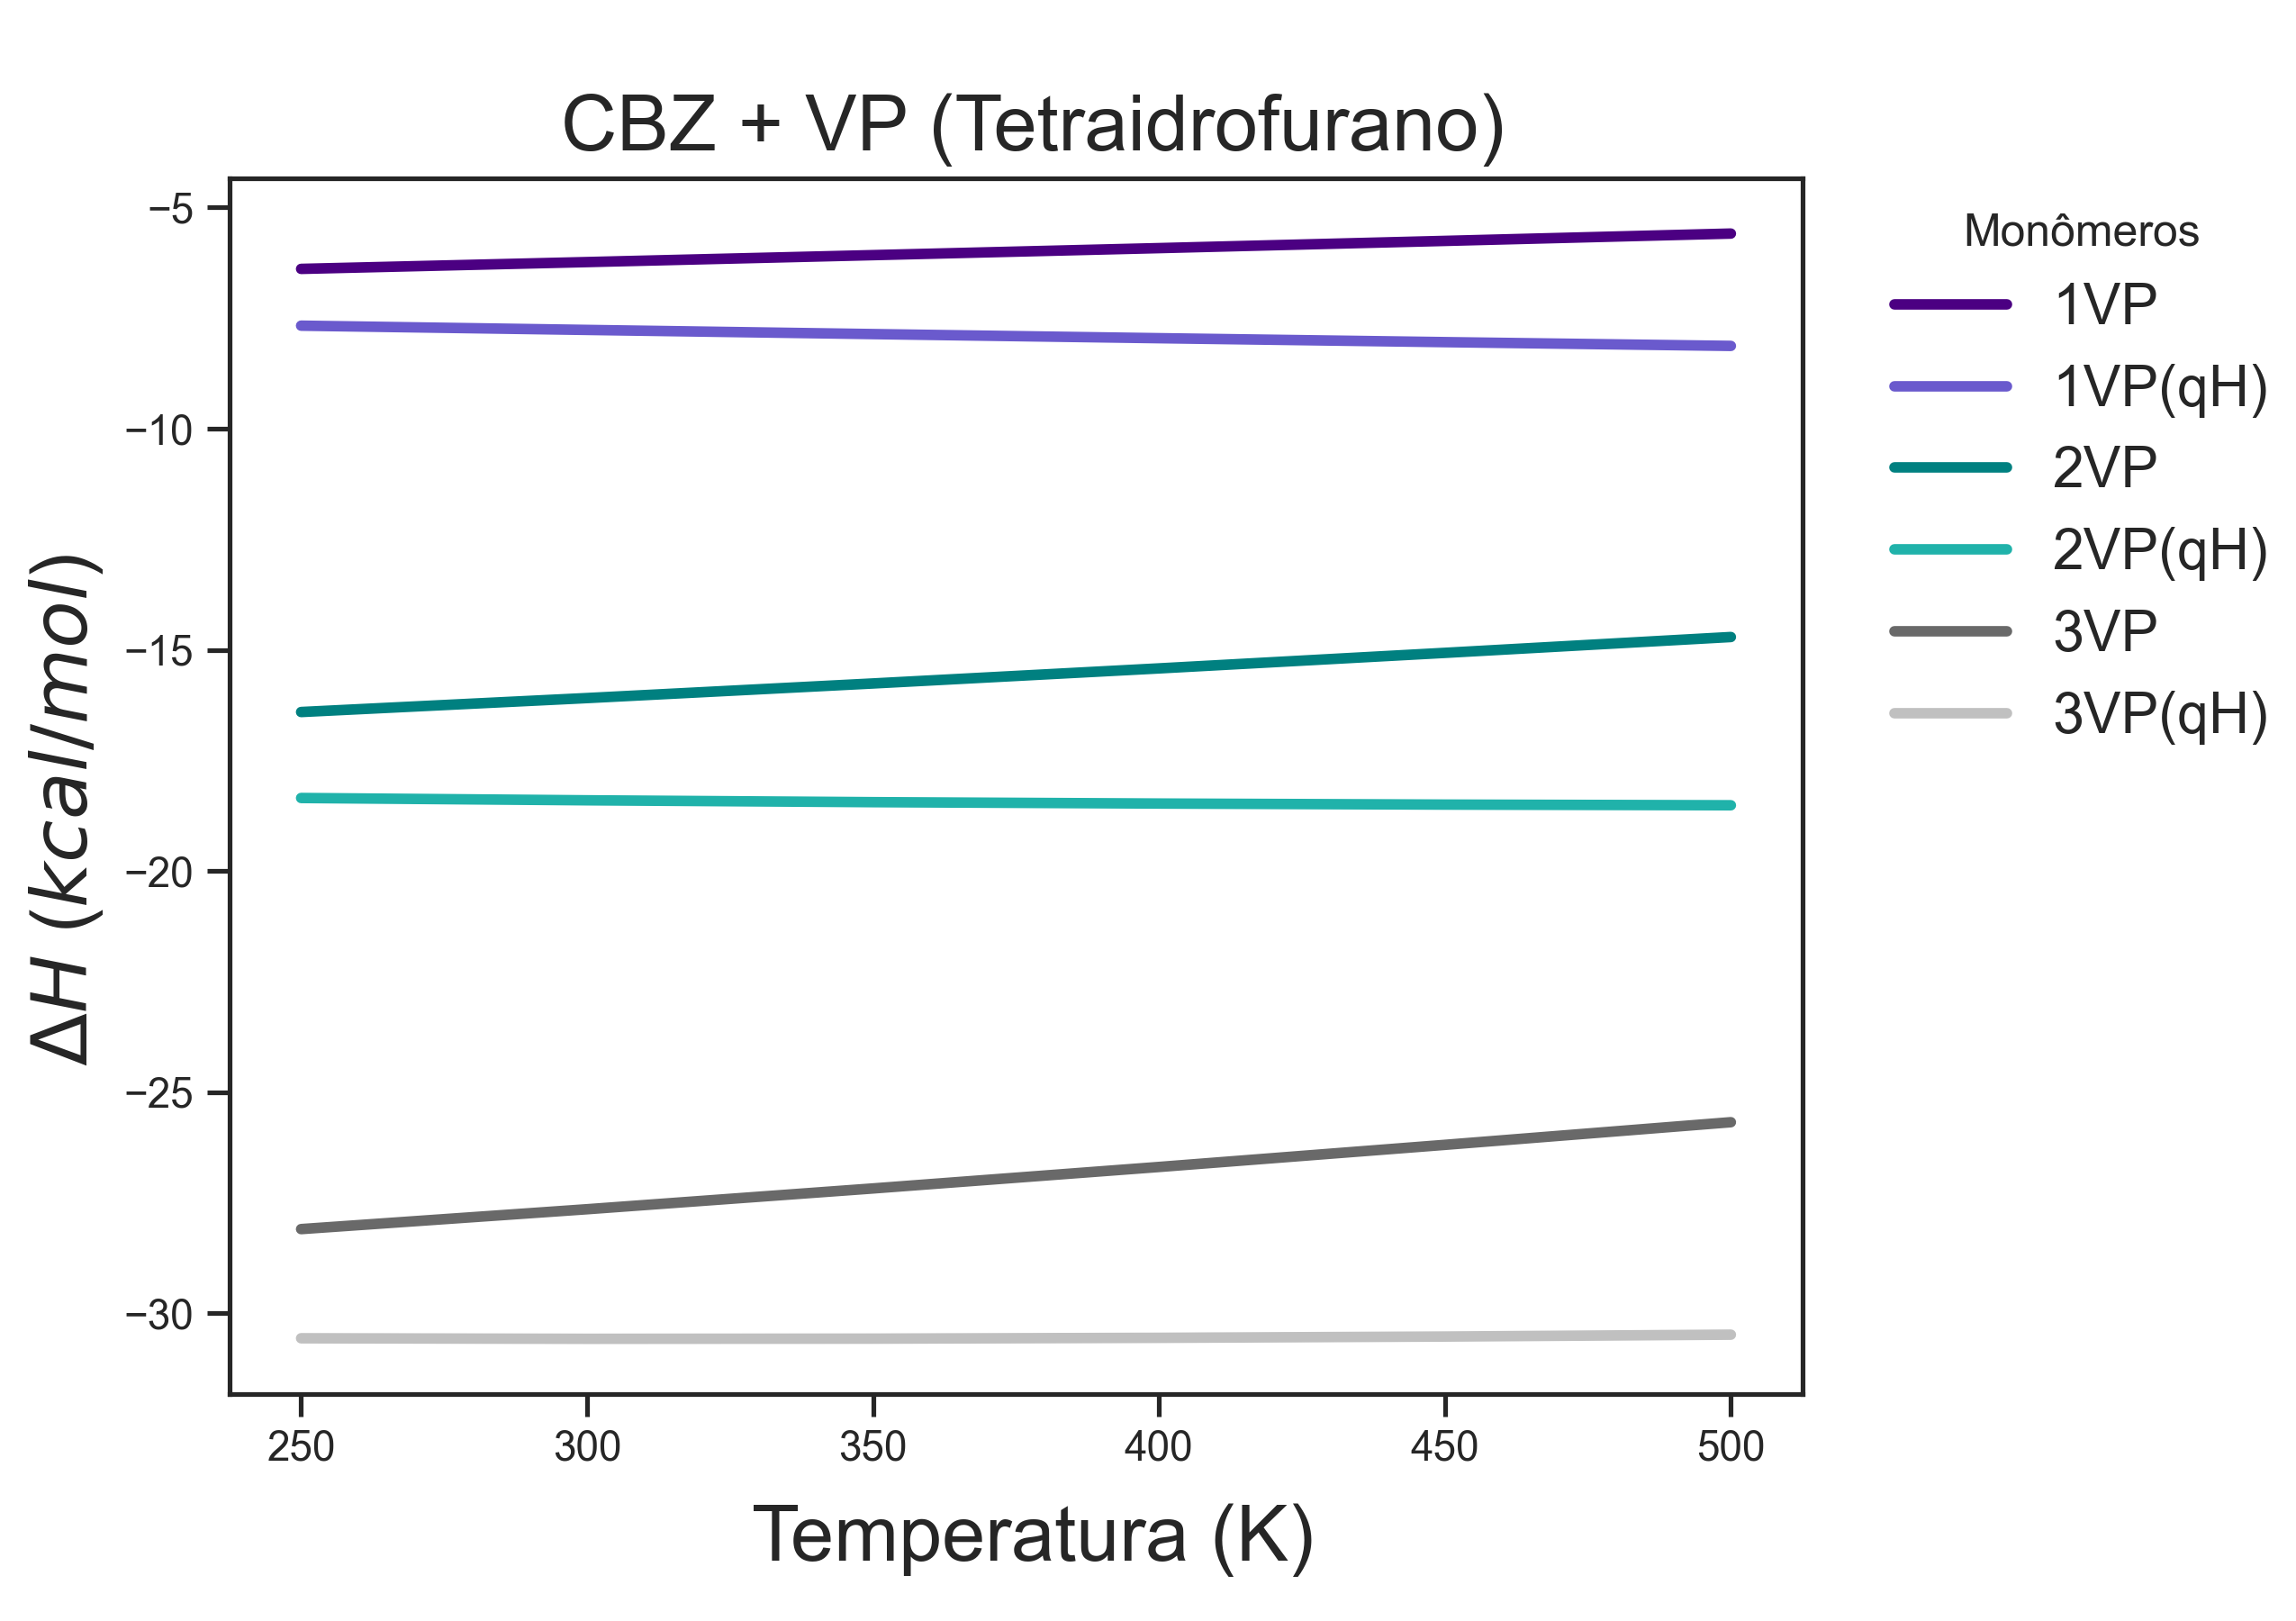 CBZ + VP (Tetraidrofurano)
−5
−10
−15
−20
−25
−30
ΔH (kcal/mol)
250 300 350 400 450 500
Temperatura (K)
Monômeros
1VP
1VP(qH)
2VP
2VP(qH)
3VP
3VP(qH)